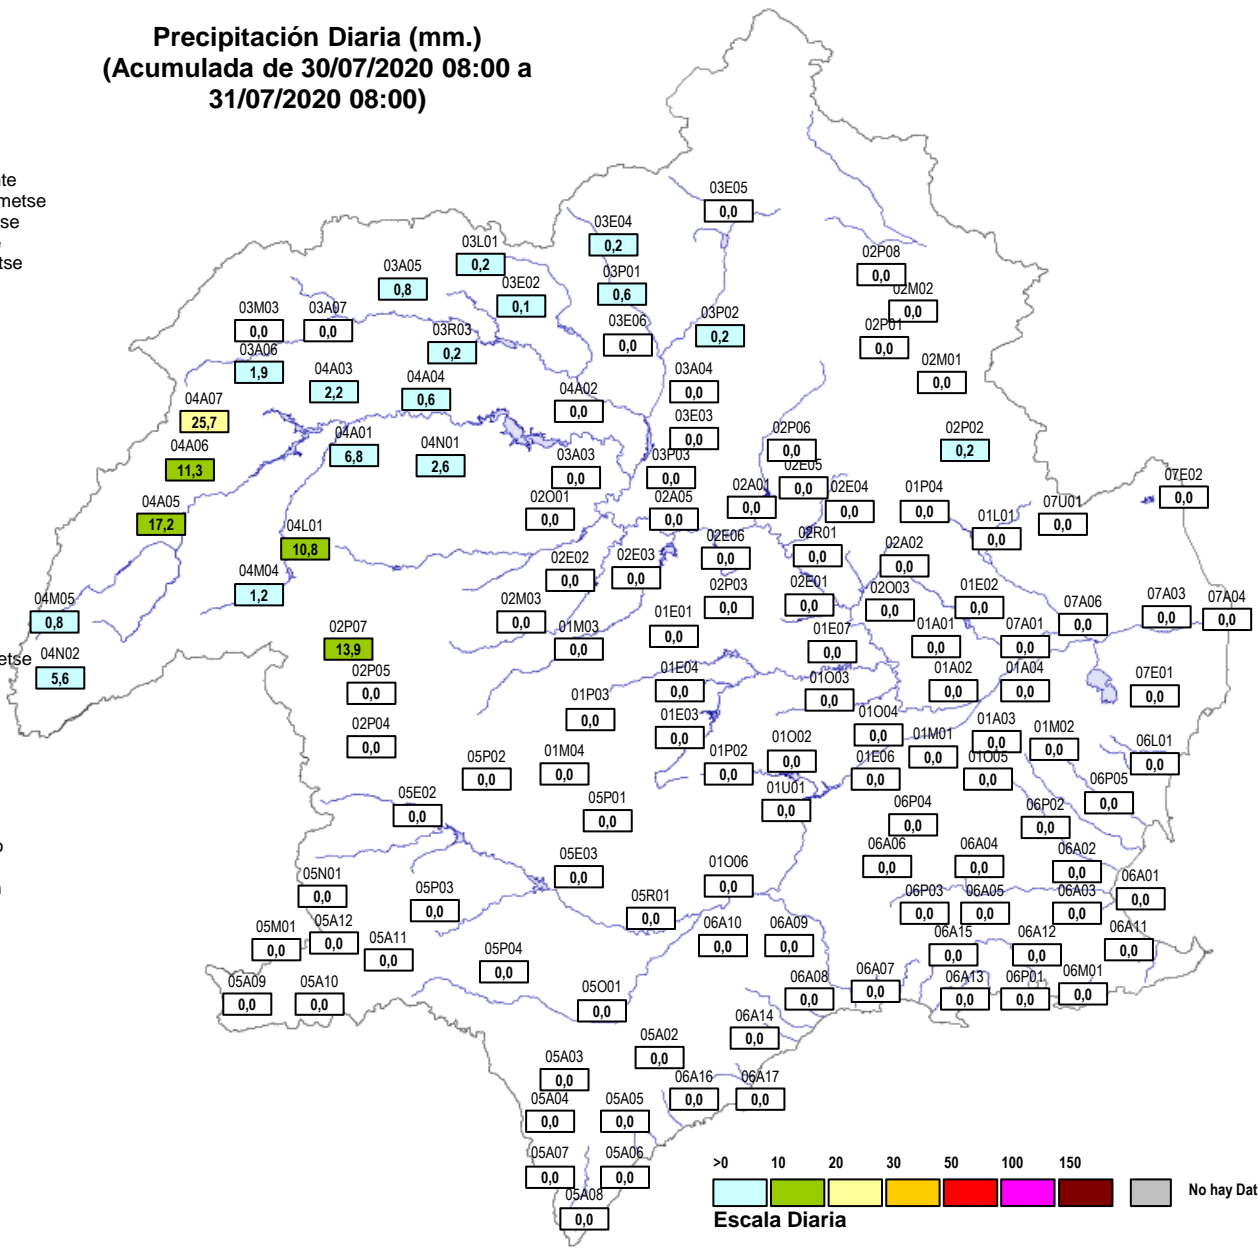 Precipitación Diaria (mm.)
(Acumulada de 30/07/2020 08:00 a
31/07/2020 08:00)
nte
metse
se
e
tse
etse
o
n
03E05
0,0
03E04
0,2
03L01
0,2
03A05
0,8
03E02
0,1
03P01
0,6
02P08
0,0
02M02
0,0
03M03
0,0
03A07
0,0
03R03
0,2
03E06
0,0
03P02
0,2
02P01
0,0
03A06
1,9
04A03
2,2
04A04
0,6
04A02
0,0
03A04
0,0
02M01
0,0
04A07
25,7
03E03
0,0
04A06
11,3
04A01
6,8
04N01
2,6
03A03
0,0
03P03
0,0
02P06
0,0
02P02
0,2
02E05
0,0
04A05
17,2
02O01
0,0
02A05
0,0
02A01
0,0
02E04
0,0
01P04
0,0
07E02
0,0
07U01
0,0
01L01
0,0
04L01
10,8
02E06
0,0
02R01
0,0
02A02
0,0
04M04
1,2
02E02
0,0
02E03
0,0
04M05
0,8
02M03
0,0
02P03
0,0
02E01
0,0
02O03
0,0
01E02
0,0
07A06
0,0
07A03
0,0
07A04
0,0
02P07
13,9
01M03
0,0
01E01
0,0
01E07
0,0
01A01
0,0
07A01
0,0
04N02
5,6
02P05
0,0
01E04
0,0
01O03
0,0
01A02
0,0
01A04
0,0
07E01
0,0
02P04
0,0
01P03
0,0
01E03
0,0
01O04
0,0
01M01
0,0
01A03
0,0
01M02
0,0
05P02
0,0
01M04
0,0
01P02
0,0
01O02
0,0
01E06
0,0
01O05
0,0
06L01
0,0
05E02
0,0
05P01
0,0
01U01
0,0
06P04
0,0
06P02
0,0
06P05
0,0
05N01
0,0
05P03
0,0
05E03
0,0
01O06
0,0
06A06
0,0
06A04
0,0
06A02
0,0
06A01
0,0
05R01
0,0
06P03
0,0
06A05
0,0
06A03
0,0
05M01
0,0
05A12
0,0
05A11
0,0
05P04
0,0
06A10
0,0
06A09
0,0
06A15
0,0
06A12
0,0
06A11
0,0
05A09
0,0
05A10
0,0
05O01
0,0
06A08
0,0
06A07
0,0
06A13
0,0
06P01
0,0
06M01
0,0
06A14
0,0
05A02
0,0
05A03
0,0
06A16
0,0
06A17
0,0
05A04
0,0
05A05
0,0
05A07
0,0
05A06
0,0
05A08
0,0
>0 10 20 30 50 100 150
No hay Dat
Escala Diaria